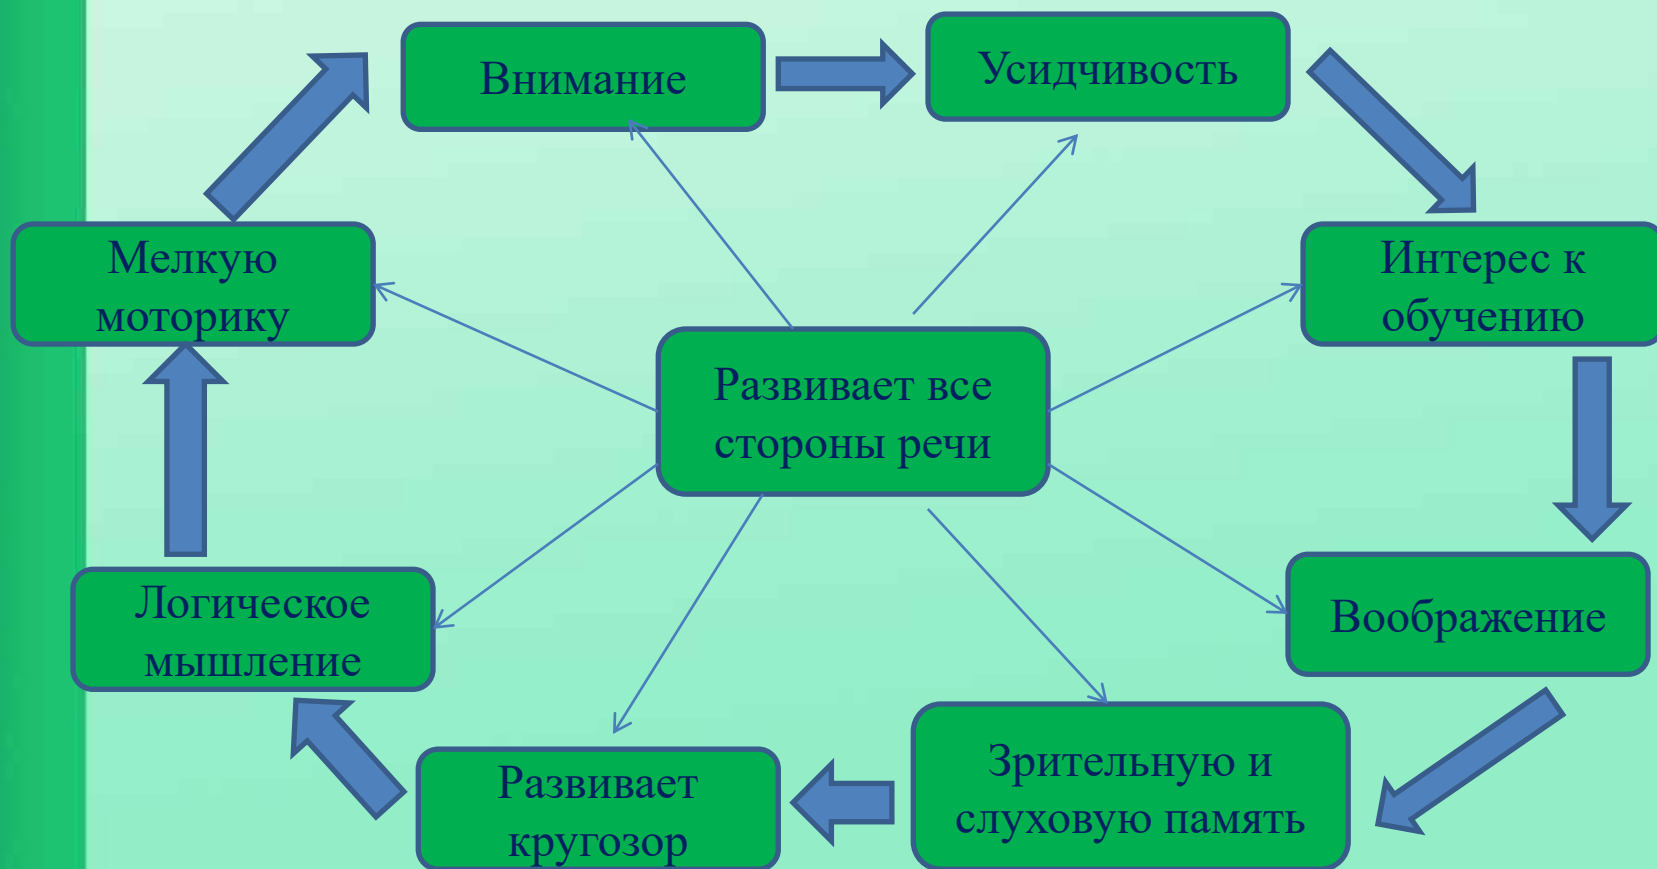 Внимание
Усидчивость
Мелкую
моторику
Интерес к
обучению
Развивает все
стороны речи
Логическое
мышление
Воображение
Зрительную и
слуховую память
Развивает
кругозор